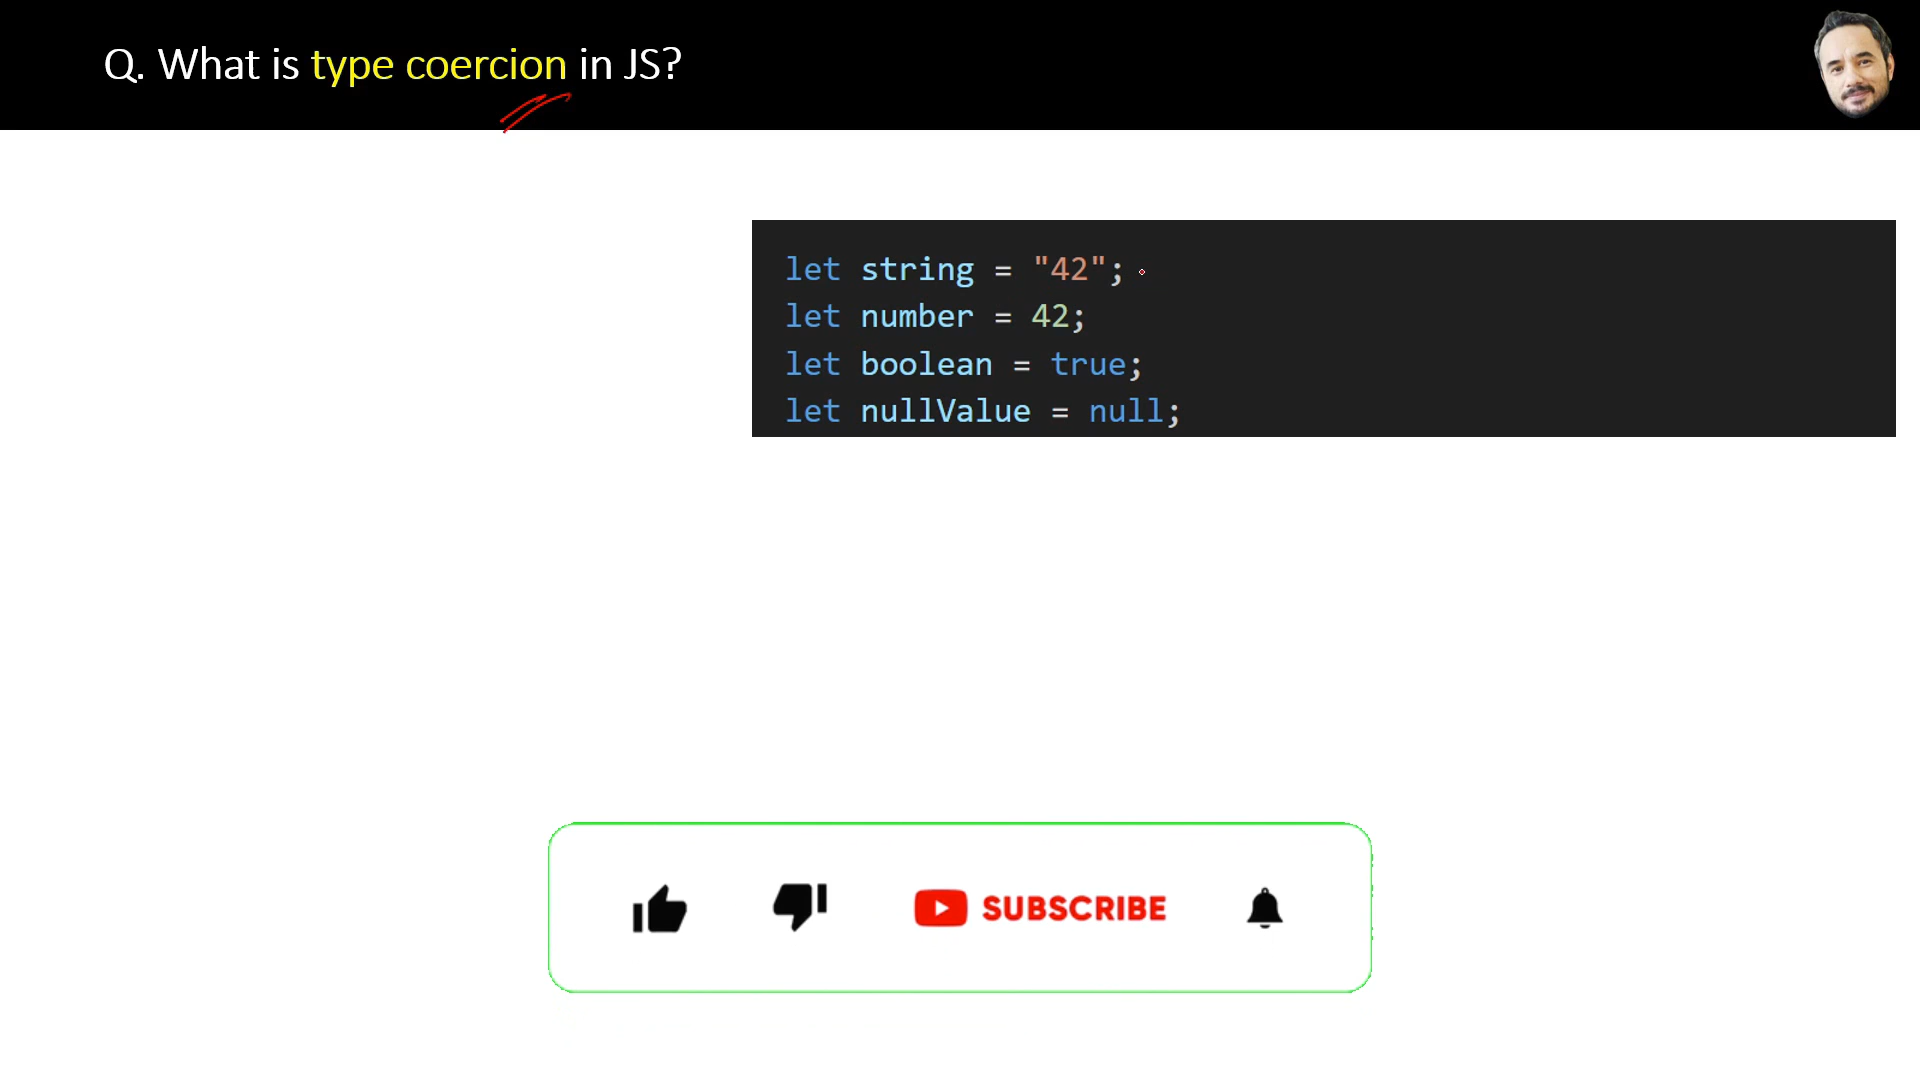 Q. What is type coercion in JS?
let string = "42";
let number = 42;
let boolean = true;
let nullValue = null;
SUBSCRIBE